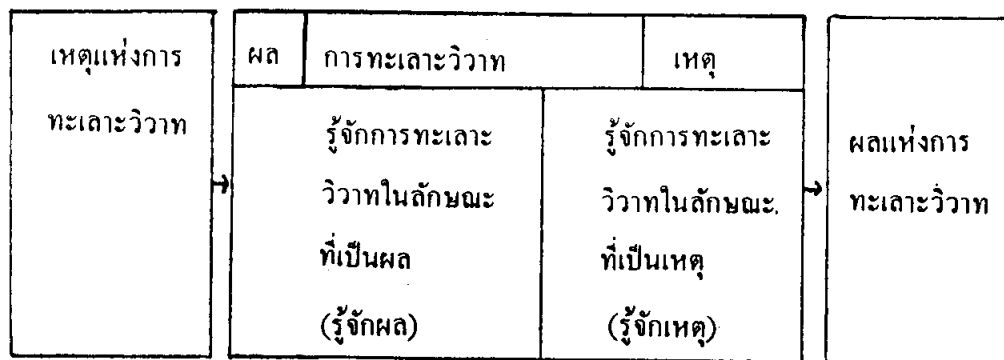 เหตุแห่งการ
ทะเลาะวิวาท
ผล การทะเลาะวิวาท เหตุ
รู้จักการทะเลาะ
วิวาทในลักษณะ
ที่เป็นผล
(รู้จักผล)
รู้จักการทะเลาะ
วิวาทในลักษณะ
ที่เป็นเหตุ
(รู้จักเหตุ)
ผลแห่งการ
ทะเลาะวิวาท